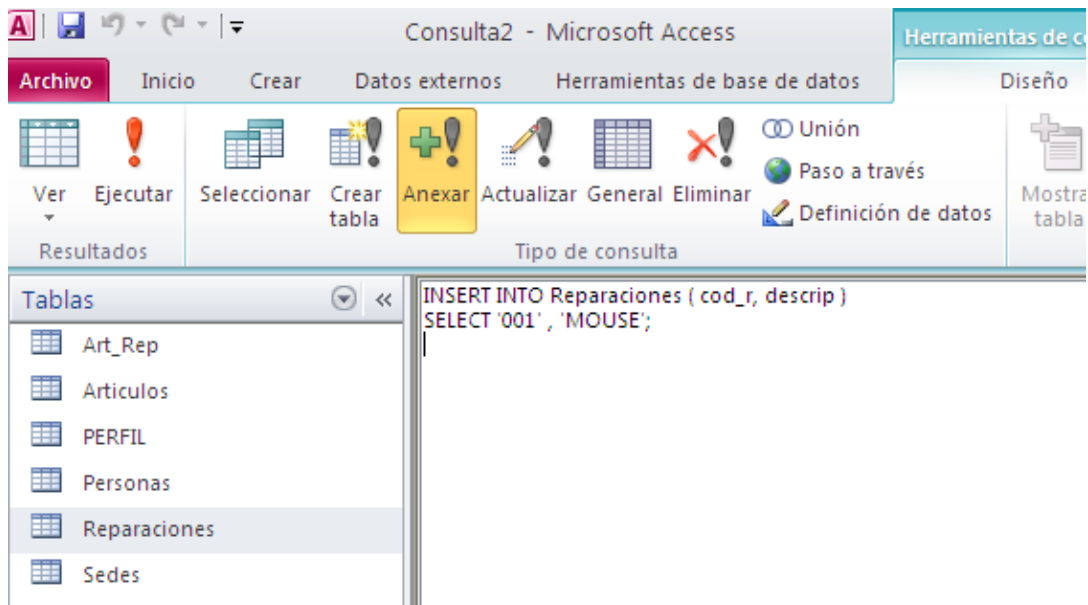 A
Consulta2 - Microsoft Access
Herramientas de c
Archivo Inicio Crear Datos externos Herramientas de base de datos Diseño
Ver Ejecutar Seleccionar Crear tabla Anexar Actualizar General Eliminar
Unión
Paso a través
Definición de datos
Mostra
tabla
Resultados Tipo de consulta
Tablas
Art_Rep
Articulos
PERFIL
Personas
Reparaciones
Sedes
INSERT INTO Reparaciones ( cod_r, descrip )
SELECT '001' , 'MOUSE';